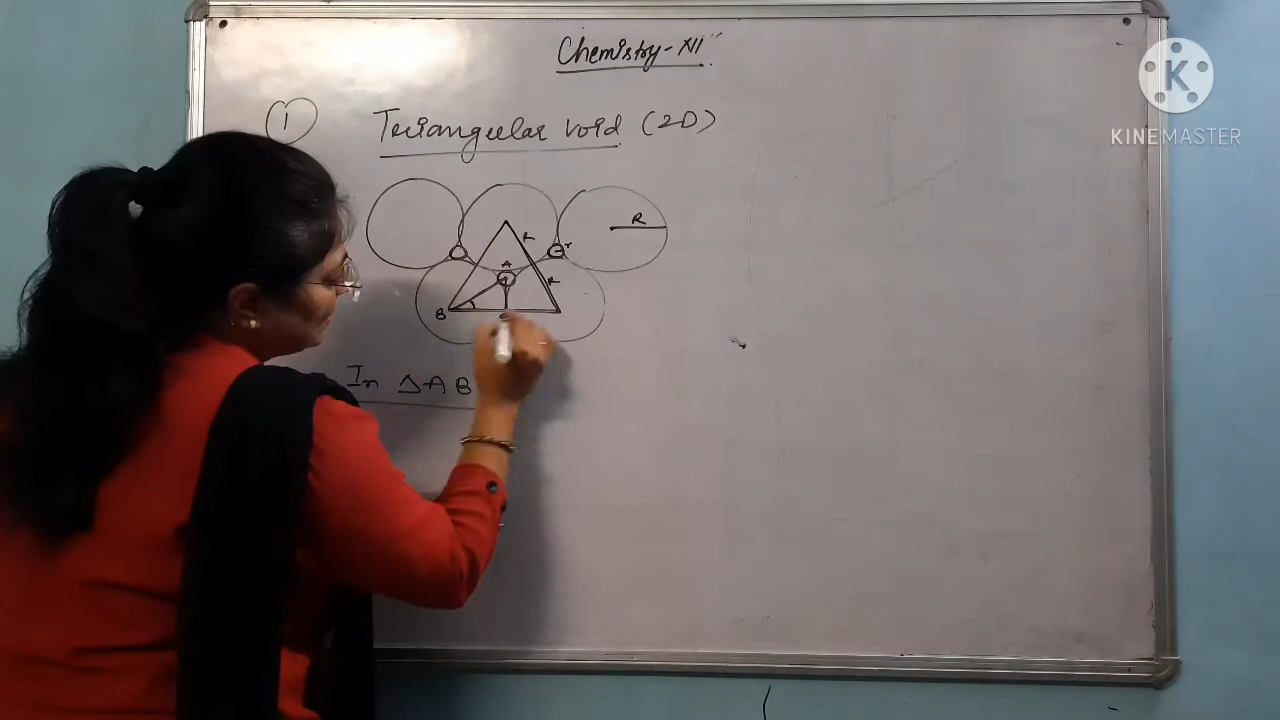 Chemistry-XII"
1
Triangular void (2D)
R
R
r
A
R
B
In ΔAB
K
KINEMASTER